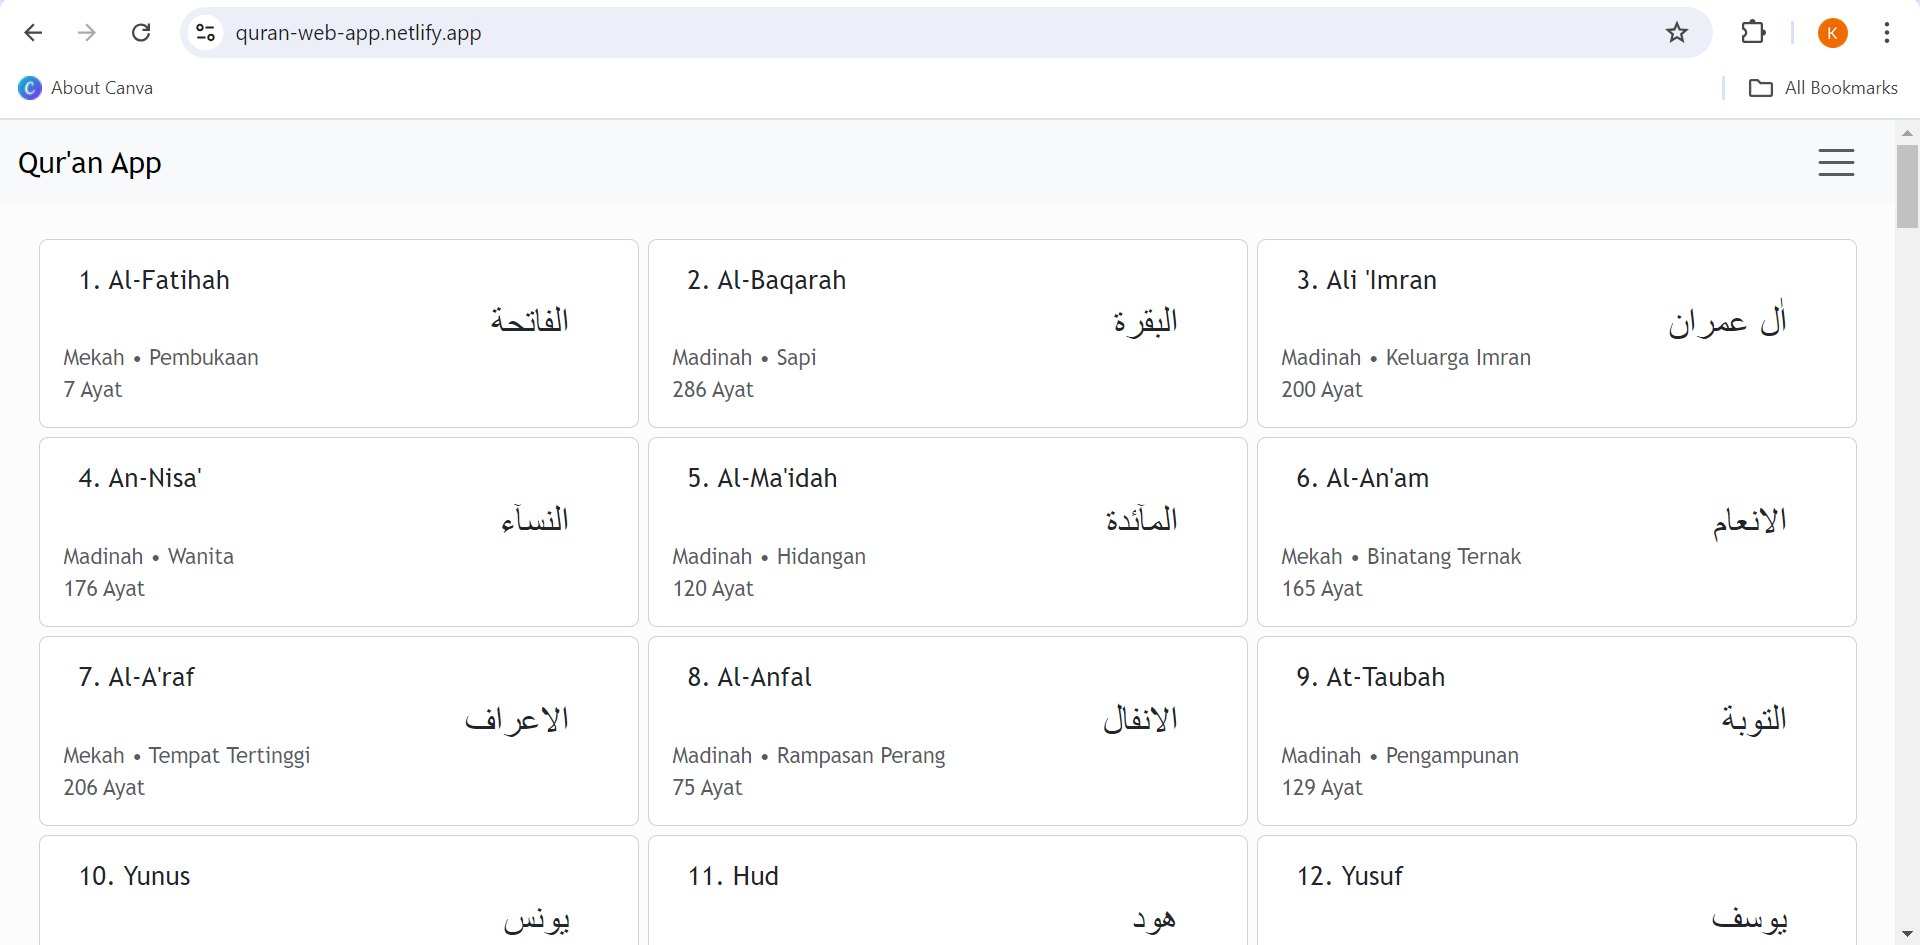 quran-web-app.netlify.app
K
About Canva
All Bookmarks
Qur'an App
1. Al-Fatihah
الفاتحة
Mekah • Pembukaan
7 Ayat
2. Al-Baqarah
البقرة
Madinah • Sapi
286 Ayat
3. Ali 'Imran
اٰل عمران
Madinah • Keluarga Imran
200 Ayat
4. An-Nisa'
النسآء
Madinah • Wanita
176 Ayat
5. Al-Ma'idah
المآئدة
Madinah • Hidangan
120 Ayat
6. Al-An'am
الانعام
Mekah • Binatang Ternak
165 Ayat
7. Al-A'raf
الاعراف
Mekah • Tempat Tertinggi
206 Ayat
8. Al-Anfal
الانفال
Madinah • Rampasan Perang
75 Ayat
9. At-Taubah
التوبة
Madinah • Pengampunan
129 Ayat
10. Yunus
يونس
11. Hud
هود
12. Yusuf
يوسف